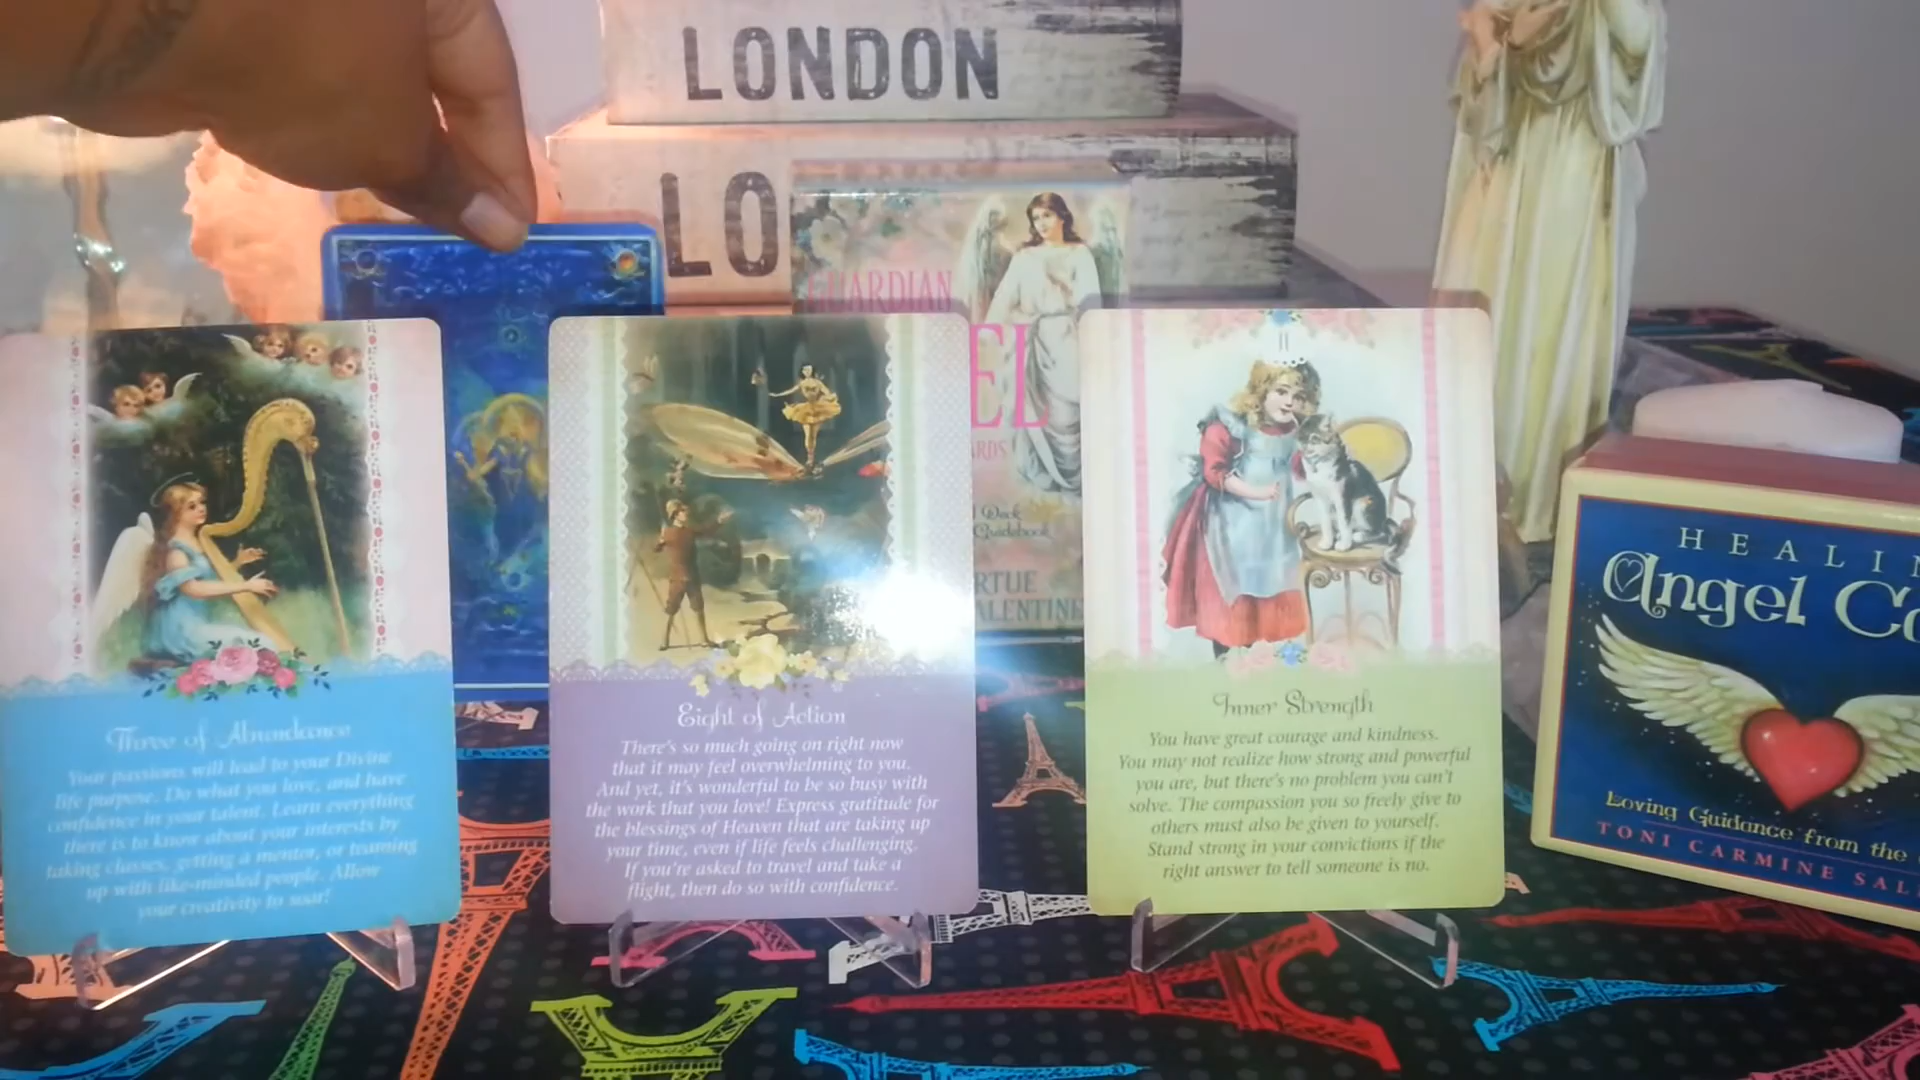 LONDON
LO
GUARDIAN
EL
ARDS
Deck
Guidebook
RTUE
ALENTINE
Three of Abundance
Your passions will lead to your Divine
life purpose. Do what you love, and have
confidence in your talent. Learn everything
there is to know about your interests by
taking classes, getting a mentor, or teaming
up with like-minded people. Allow
your creativity to soar!
Eight of Action
There's so much going on right now
that it may feel overwhelming to you.
And yet, it's wonderful to be so busy with
the work that you love! Express gratitude for
the blessings of Heaven that are taking up
your time, even if life feels challenging.
If you're asked to travel and take a
flight, then do so with confidence.
11
Inner Strength
You have great courage and kindness.
You may not realize how strong and powerful
you are, but there's no problem you can't
solve. The compassion you so freely give to
others must also be given to yourself.
Stand strong in your convictions if the
right answer to tell someone is no.
HEALIN
Angel Ca
Loving Guidance from the
TONI CARMINE SAL